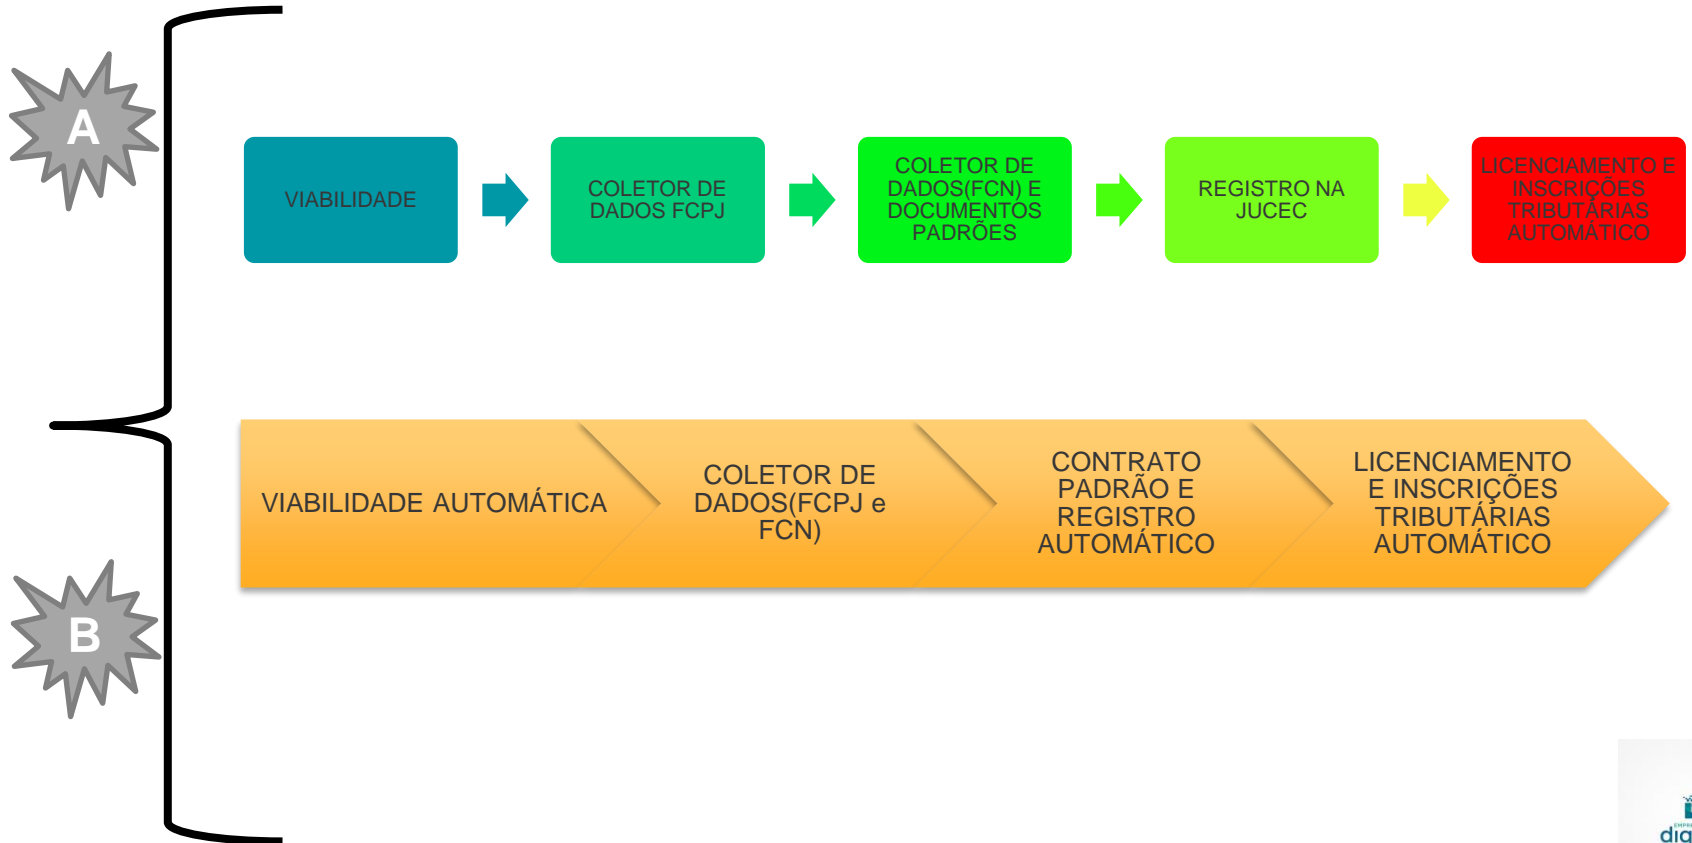 A
VIABILIDADE
COLETOR DE
DADOS FCPJ
COLETOR DE
DADOS(FCN) E
DOCUMENTOS
PADRÕES
REGISTRO NA
JUCEC
LICENCIAMENTO E
INSCRIÇÕES
TRIBUTÁRIAS
AUTOMÁTICO
VIABILIDADE AUTOMÁTICA
COLETOR DE
DADOS(FCPJ e
FCN)
CONTRATO
PADRÃO E
REGISTRO
AUTOMÁTICO
LICENCIAMENTO
E INSCRIÇÕES
TRIBUTÁRIAS
AUTOMÁTICO
B